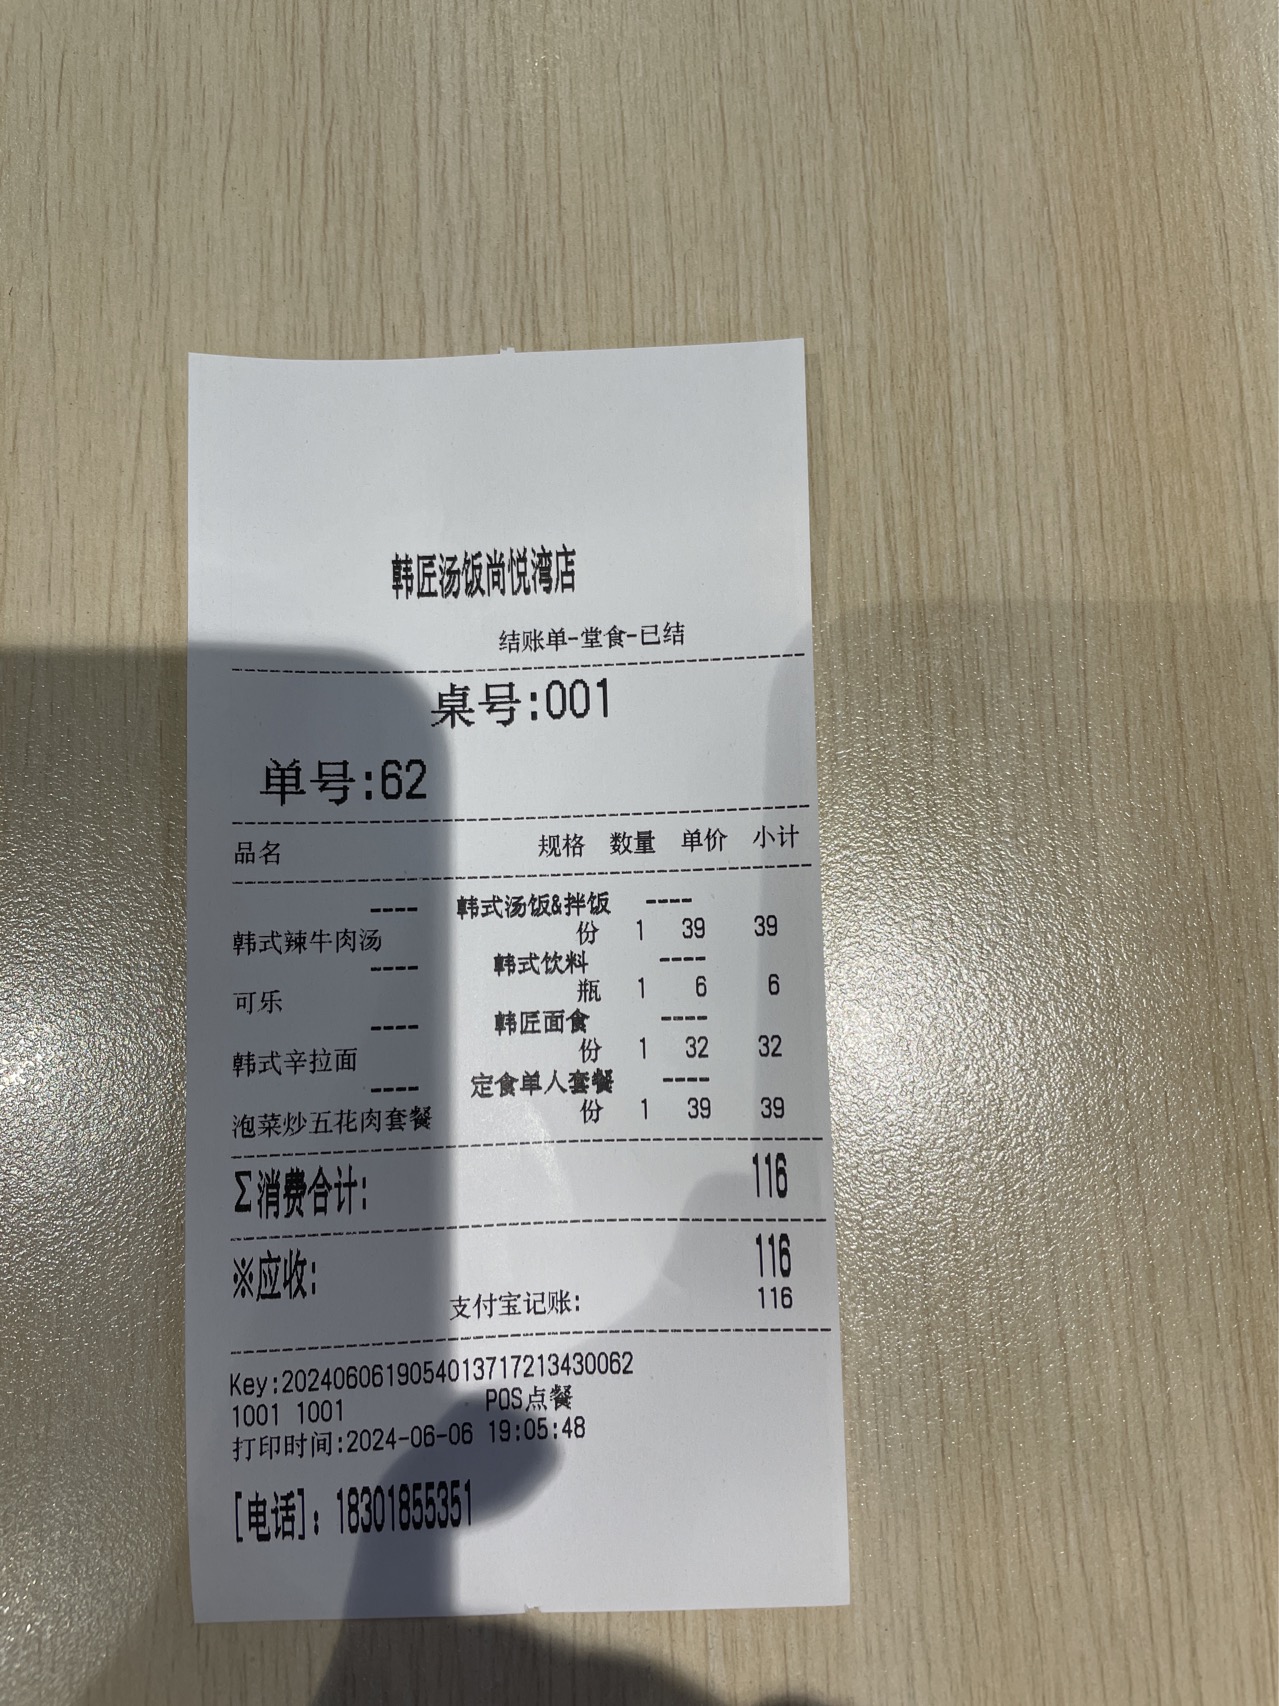 韩匠汤饭尚悦湾店
结账单-堂食-已结
桌号:001
单号:62
品名 规格 数量 单价 小计
---- 韩式汤饭&拌饭 ----
韩式辣牛肉汤 份 1 39 39
---- 韩式饮料 ----
可乐 瓶 1 6 6
---- 韩匠面食 ----
韩式辛拉面 份 1 32 32
---- 定食单人套餐 ----
泡菜炒五花肉套餐 份 1 39 39
Σ消费合计: 116
※应收: 116
支付宝记账: 116
Key:20240606190540137172134300​62
1001 1001 POS点餐
打印时间:2024-06-06 19:05:48
[电话]: 18301855351